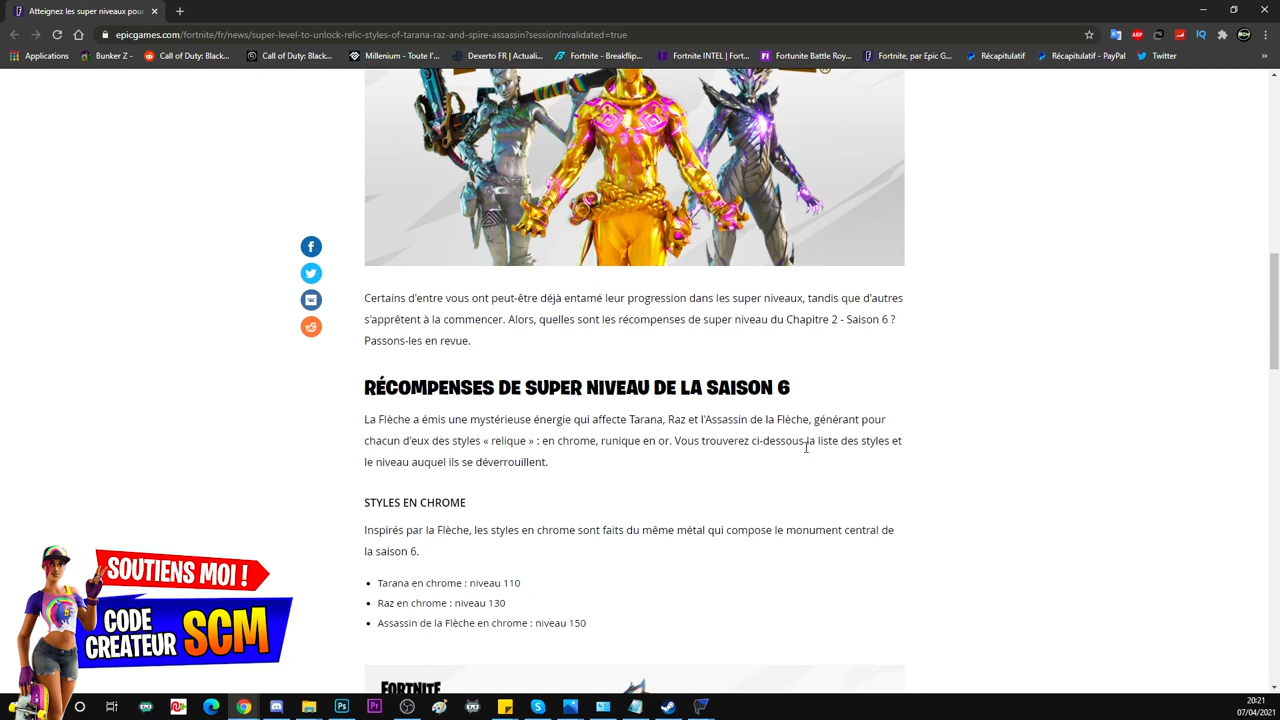 Atteignez les super niveaux pour
epicgames.com/fortnite/fr/news/super-level-to-unlock-relic-styles-of-tarana-raz-and-spire-assassin?sessionInvalidated=true
Applications
Bunker Z -
Call of Duty: Black...
Call of Duty: Black...
Millenium - Toute l'...
Dexerto FR | Actuali...
Fortnite - Breakflip...
Fortnite INTEL | Fort...
Fortunite Battle Roy...
Fortnite, par Epic G...
Récapitulatif
Récapitulatif - PayPal
Twitter
Certains d'entre vous ont peut-être déjà entamé leur progression dans les super niveaux, tandis que d'autres
s'apprêtent à la commencer. Alors, quelles sont les récompenses de super niveau du Chapitre 2 - Saison 6 ?
Passons-les en revue.
RÉCOMPENSES DE SUPER NIVEAU DE LA SAISON 6
La Flèche a émis une mystérieuse énergie qui affecte Tarana, Raz et l'Assassin de la Flèche, générant pour
chacun d'eux des styles « relique » : en chrome, runique en or. Vous trouverez ci-dessous la liste des styles et
le niveau auquel ils se déverrouillent.
STYLES EN CHROME
Inspirés par la Flèche, les styles en chrome sont faits du même métal qui compose le monument central de
la saison 6.
• Tarana en chrome : niveau 110
• Raz en chrome : niveau 130
• Assassin de la Flèche en chrome : niveau 150
SOUTIENS MOI !
CODE
CREATEUR SCM
FORTNITE
20:21
07/04/2021